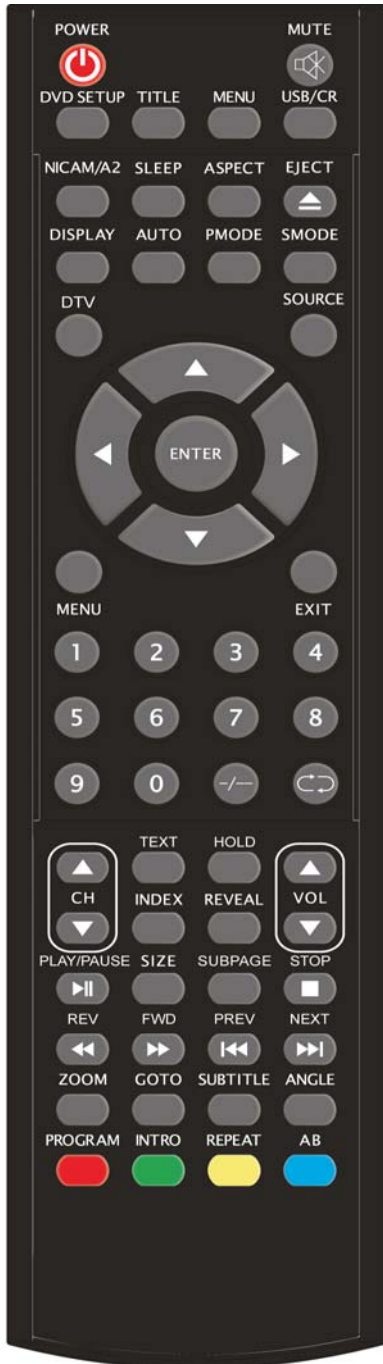 POWER MUTE
DVD SETUP TITLE MENU USB/CR
NICAM/A2 SLEEP ASPECT EJECT
DISPLAY AUTO PMODE SMODE
DTV SOURCE
ENTER
MENU EXIT
1 2 3 4
5 6 7 8
9 0 -/--
TEXT HOLD
CH INDEX REVEAL VOL
PLAY/PAUSE SIZE SUBPAGE STOP
REV FWD PREV NEXT
ZOOM GOTO SUBTITLE ANGLE
PROGRAM INTRO REPEAT AB